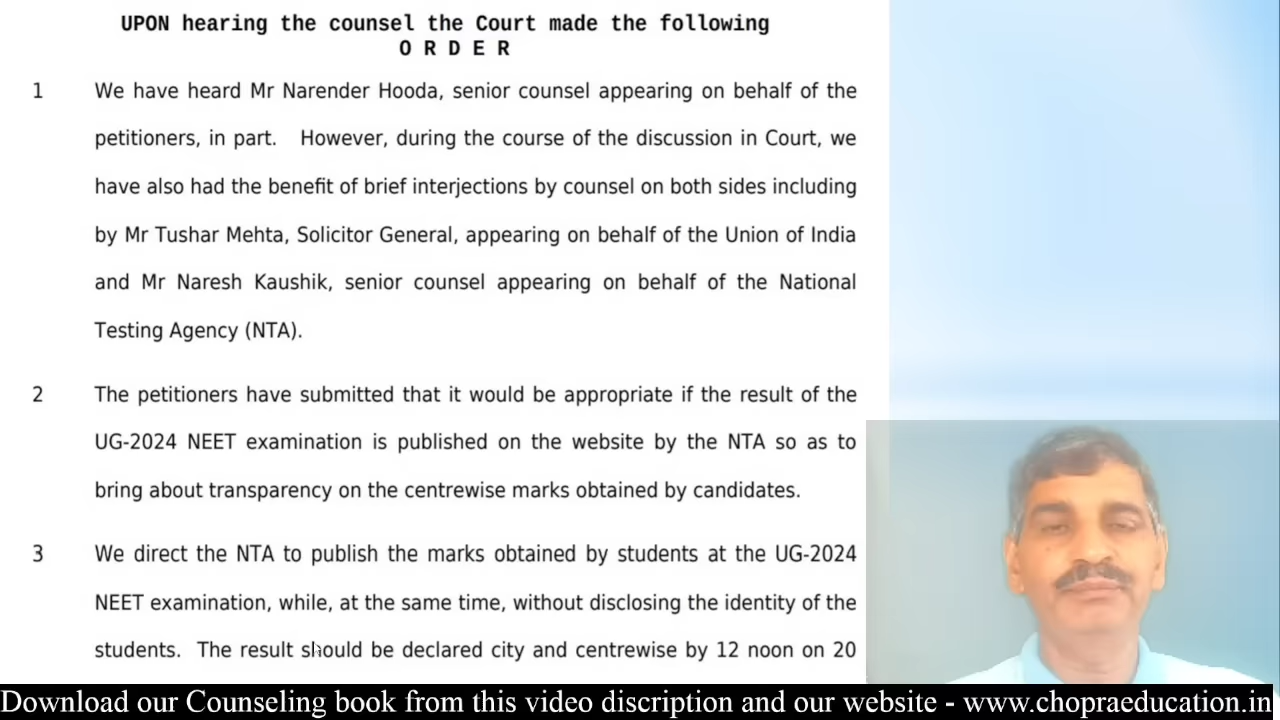 UPON hearing the counsel the Court made the following
O R D E R
1 We have heard Mr Narender Hooda, senior counsel appearing on behalf of the
petitioners, in part. However, during the course of the discussion in Court, we
have also had the benefit of brief interjections by counsel on both sides including
by Mr Tushar Mehta, Solicitor General, appearing on behalf of the Union of India
and Mr Naresh Kaushik, senior counsel appearing on behalf of the National
Testing Agency (NTA).
2 The petitioners have submitted that it would be appropriate if the result of the
UG-2024 NEET examination is published on the website by the NTA so as to
bring about transparency on the centrewise marks obtained by candidates.
3 We direct the NTA to publish the marks obtained by students at the UG-2024
NEET examination, while, at the same time, without disclosing the identity of the
students. The result should be declared city and centrewise by 12 noon on 20
Download our Counseling book from this video discription and our website - www.chopraeducation.in